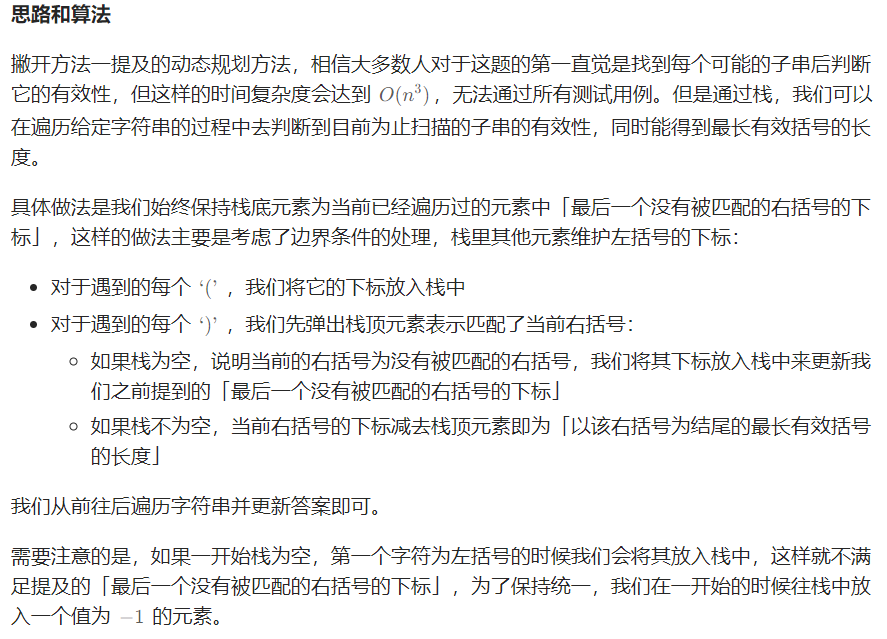 思路和算法
撇开方法一提及的动态规划方法，相信大多数人对于这题的第一直觉是找到每个可能的子串后判断
它的有效性，但这样的时间复杂度会达到 O(n³)，无法通过所有测试用例。但是通过栈，我们可以
在遍历给定字符串的过程中去判断到目前为止扫描的子串的有效性，同时能得到最长有效括号的长
度。
具体做法是我们始终保持栈底元素为当前已经遍历过的元素中「最后一个没有被匹配的右括号的下
标」，这样的做法主要是考虑了边界条件的处理，栈里其他元素维护左括号的下标：
• 对于遇到的每个 ‘(’ ，我们将它的下标放入栈中
• 对于遇到的每个 ‘)’ ，我们先弹出栈顶元素表示匹配了当前右括号：
◦ 如果栈为空，说明当前的右括号为没有被匹配的右括号，我们将其下标放入栈中来更新我
们之前提到的「最后一个没有被匹配的右括号的下标」
◦ 如果栈不为空，当前右括号的下标减去栈顶元素即为「以该右括号为结尾的最长有效括号
的长度」
我们从前往后遍历字符串并更新答案即可。
需要注意的是，如果一开始栈为空，第一个字符为左括号的时候我们会将其放入栈中，这样就不满
足提及的「最后一个没有被匹配的右括号的下标」，为了保持统一，我们在一开始的时候往栈中放
入一个值为 −1 的元素。